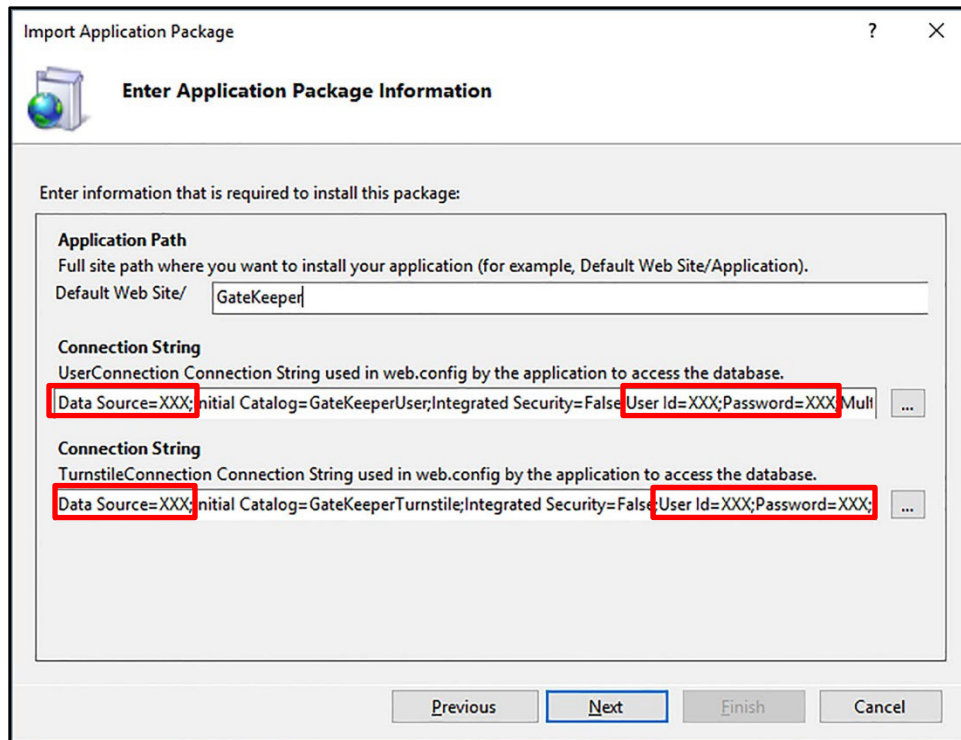 Import Application Package
?
Enter Application Package Information
Enter information that is required to install this package:
Application Path
Full site path where you want to install your application (for example, Default Web Site/Application).
Default Web Site/ GateKeeper
Connection String
UserConnection Connection String used in web.config by the application to access the database.
Data Source=XXX;nitial Catalog=GateKeeperUser;Integrated Security=False User Id=XXX;Password=XXX;Mult ...
Connection String
TurnstileConnection Connection String used in web.config by the application to access the database.
Data Source=XXX;nitial Catalog=GateKeeperTurnstile;Integrated Security=False;User Id=XXX;Password=XXX; ...
Previous Next Finish Cancel